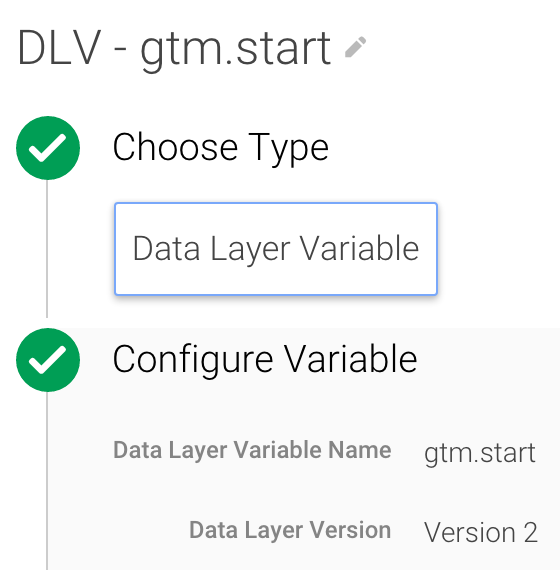 DLV - gtm.start
Choose Type
Data Layer Variable
Configure Variable
Data Layer Variable Name gtm.start
Data Layer Version Version 2